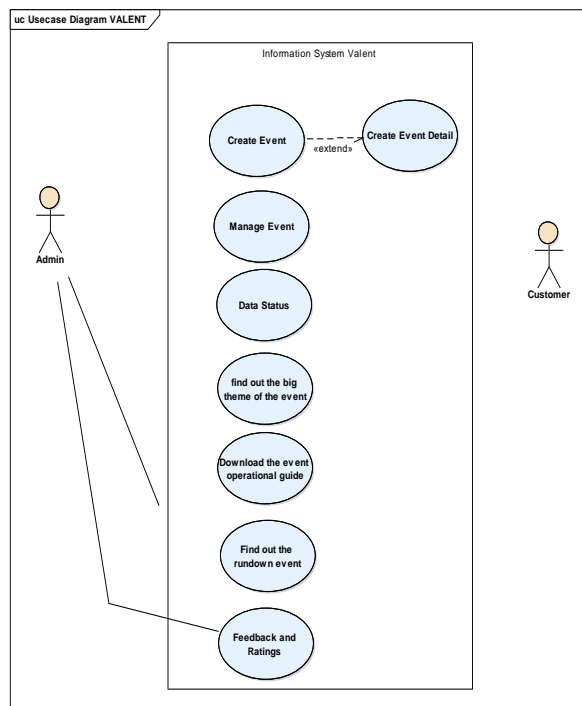 uc Usecase Diagram VALENT
Information System Valent
Create Event
«extend»
Create Event Detail
Admin
Manage Event
Customer
Data Status
find out the big
theme of the event
Download the event
operational guide
Find out the
rundown event
Feedback and
Ratings